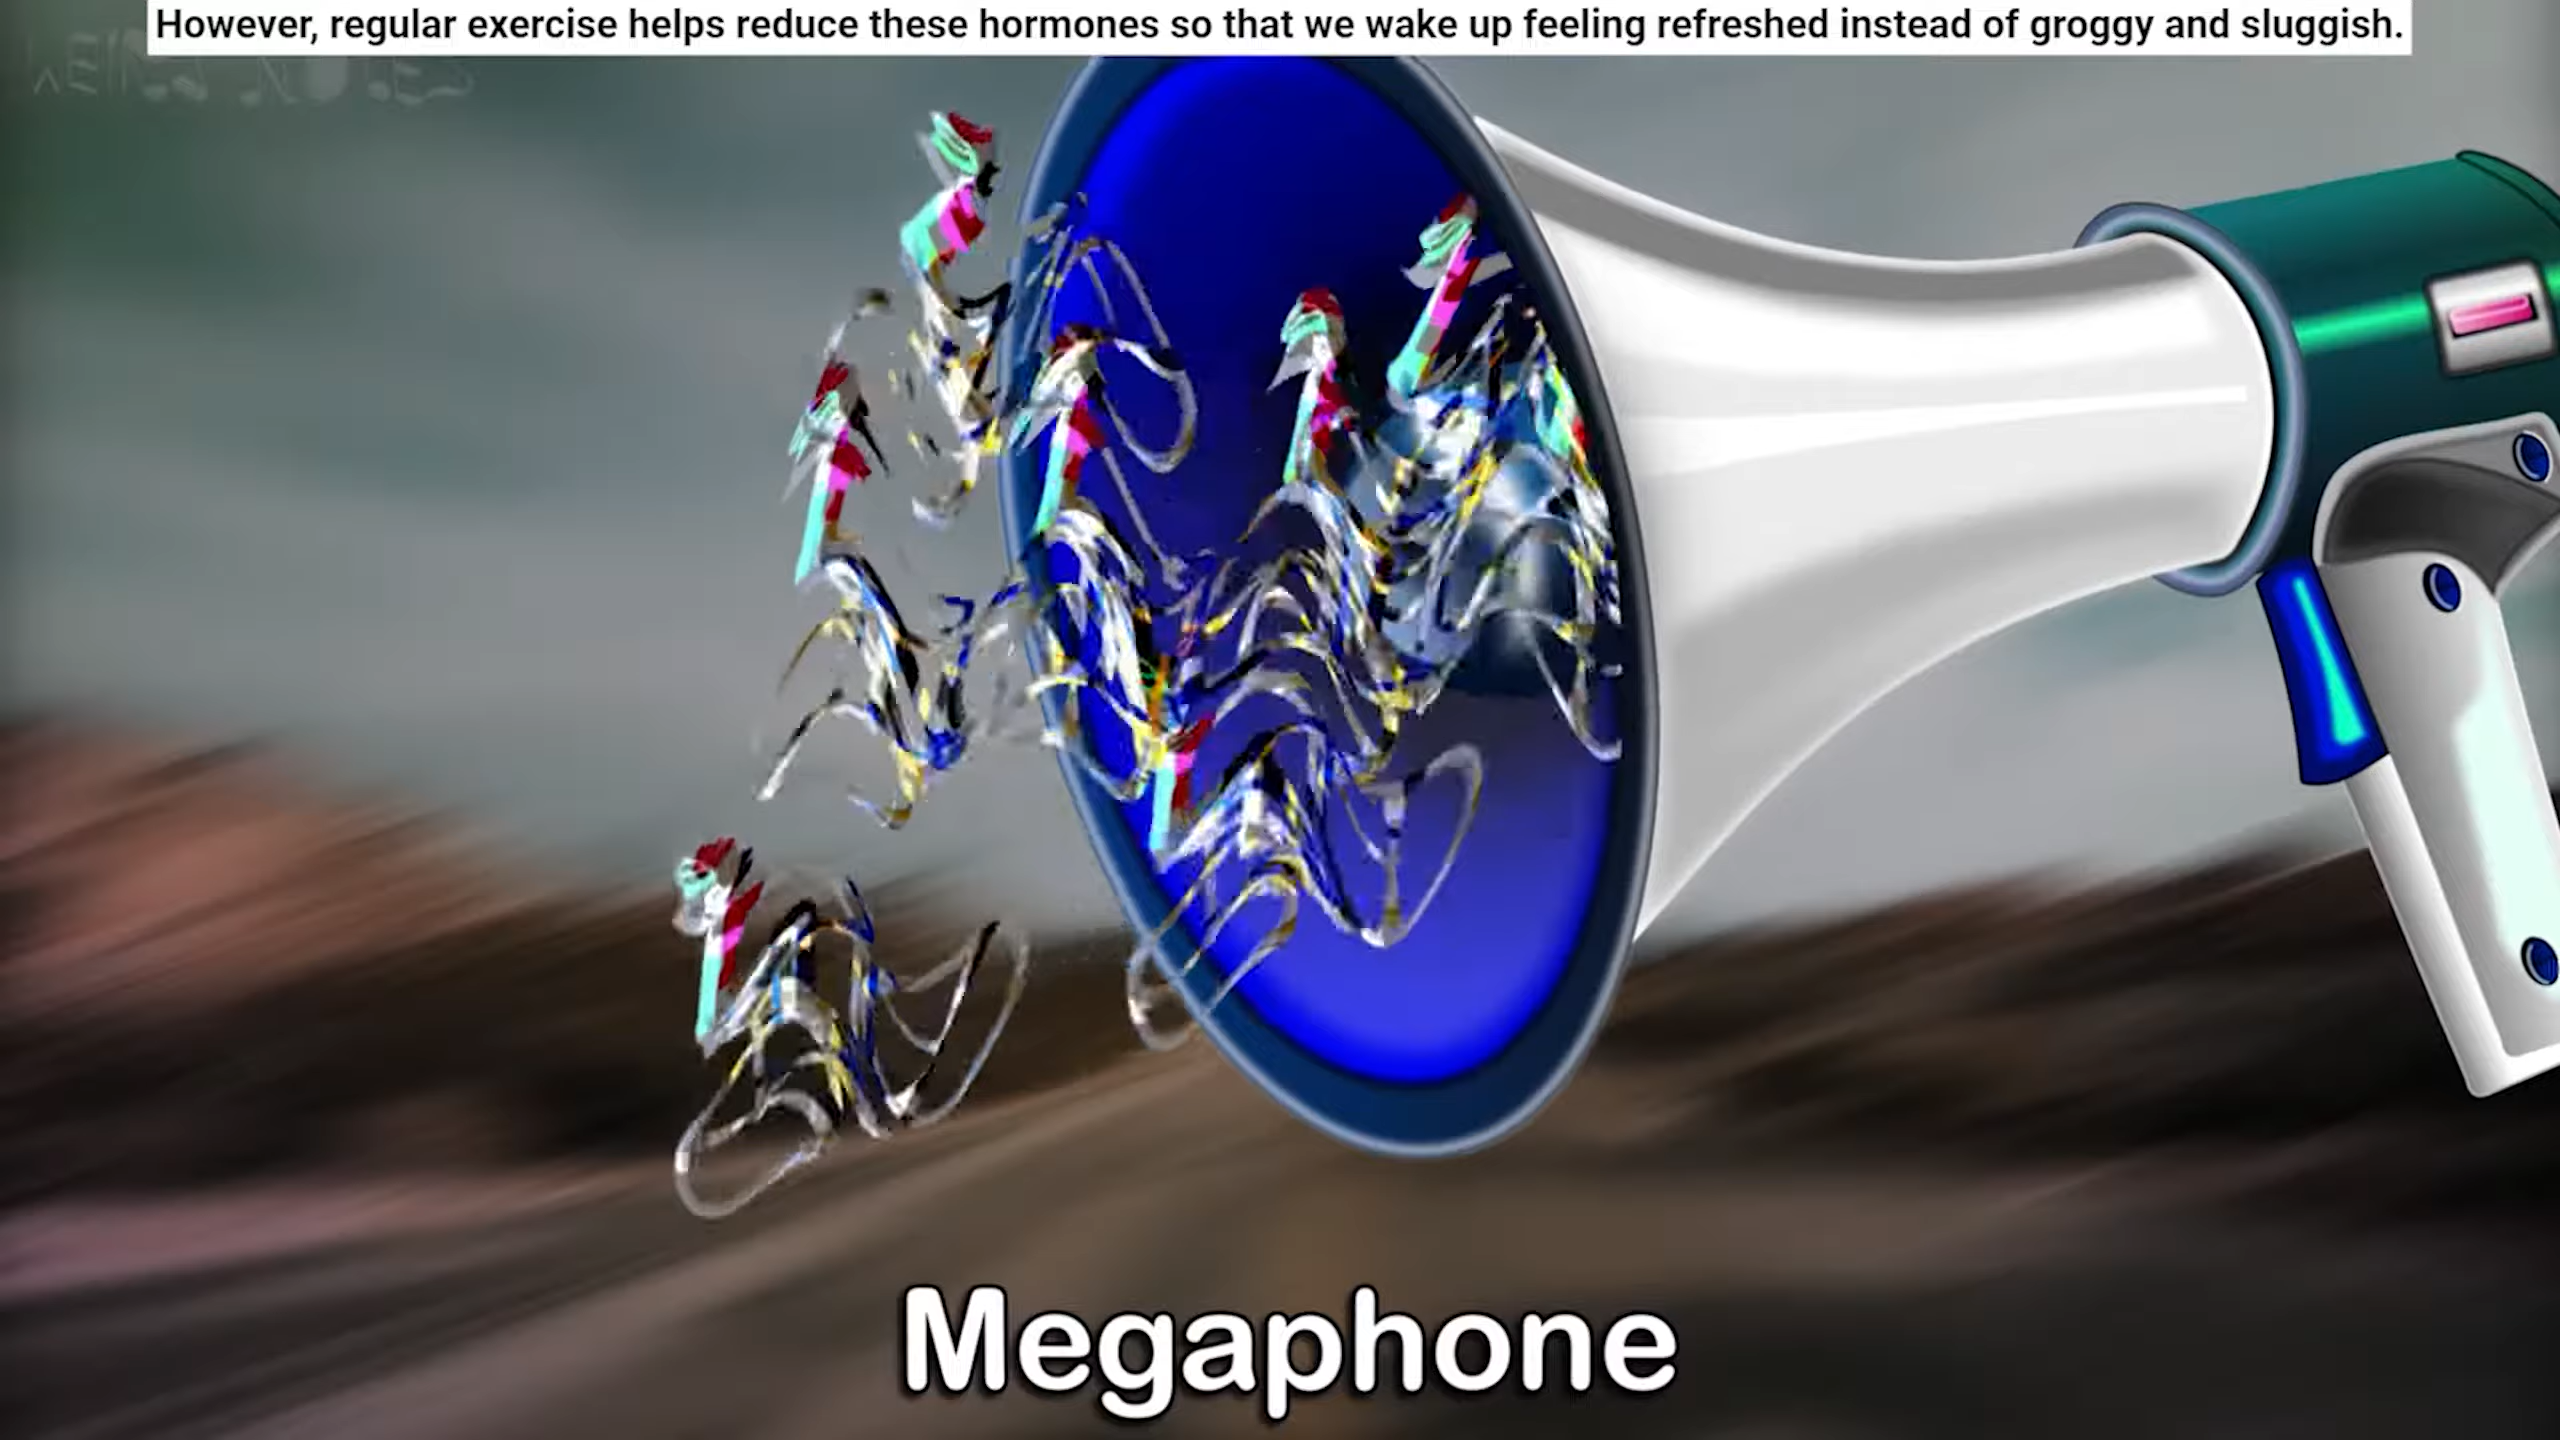 However, regular exercise helps reduce these hormones so that we wake up feeling refreshed instead of groggy and sluggish.
Megaphone